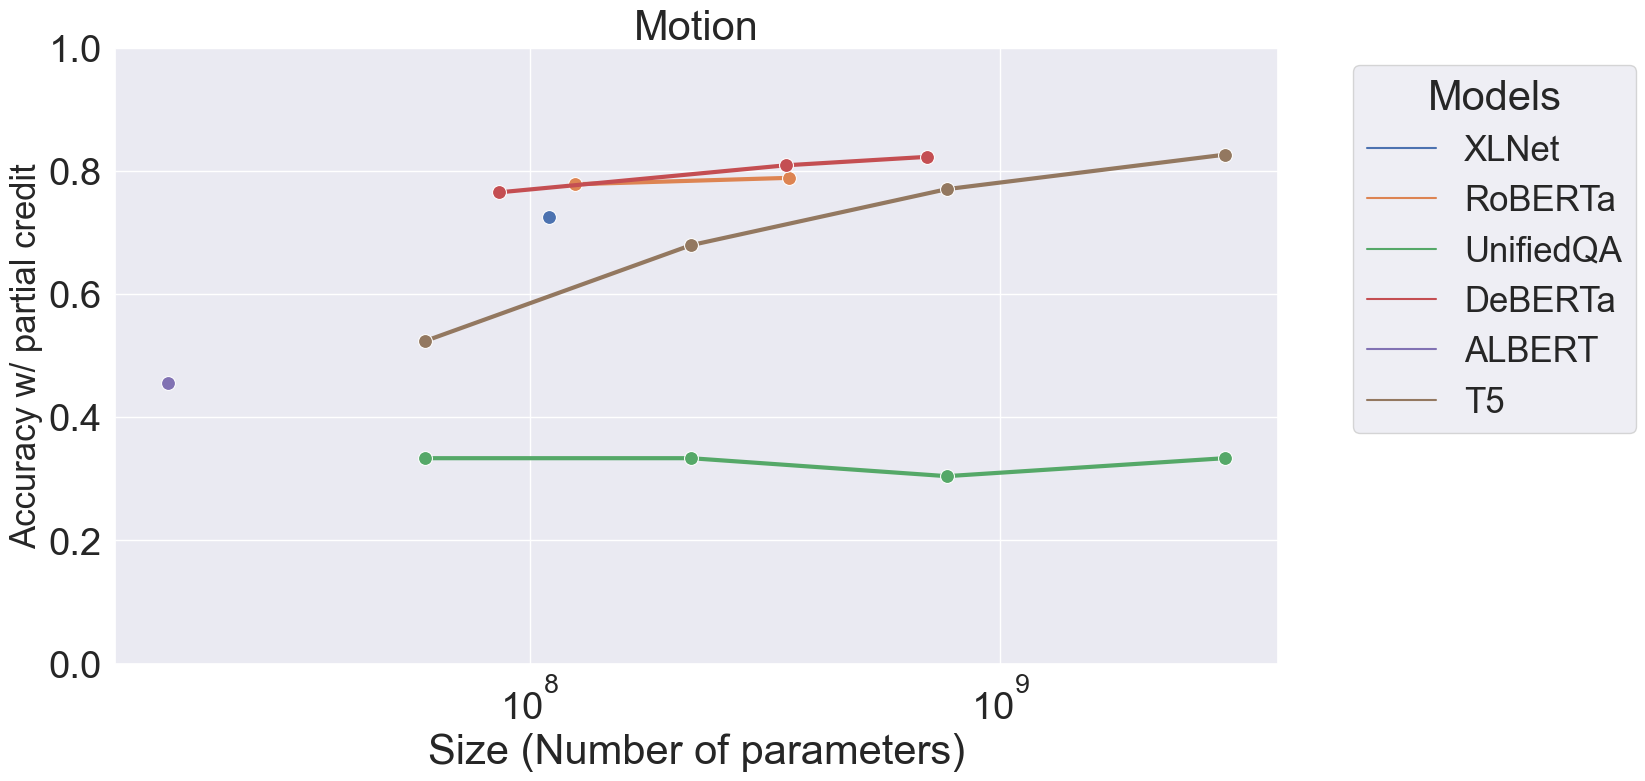 Motion
1.0
0.8
0.6
0.4
0.2
0.0
Accuracy w/ partial credit
10^8
10^9
Size (Number of parameters)
Models
XLNet
RoBERTa
UnifiedQA
DeBERTa
ALBERT
T5